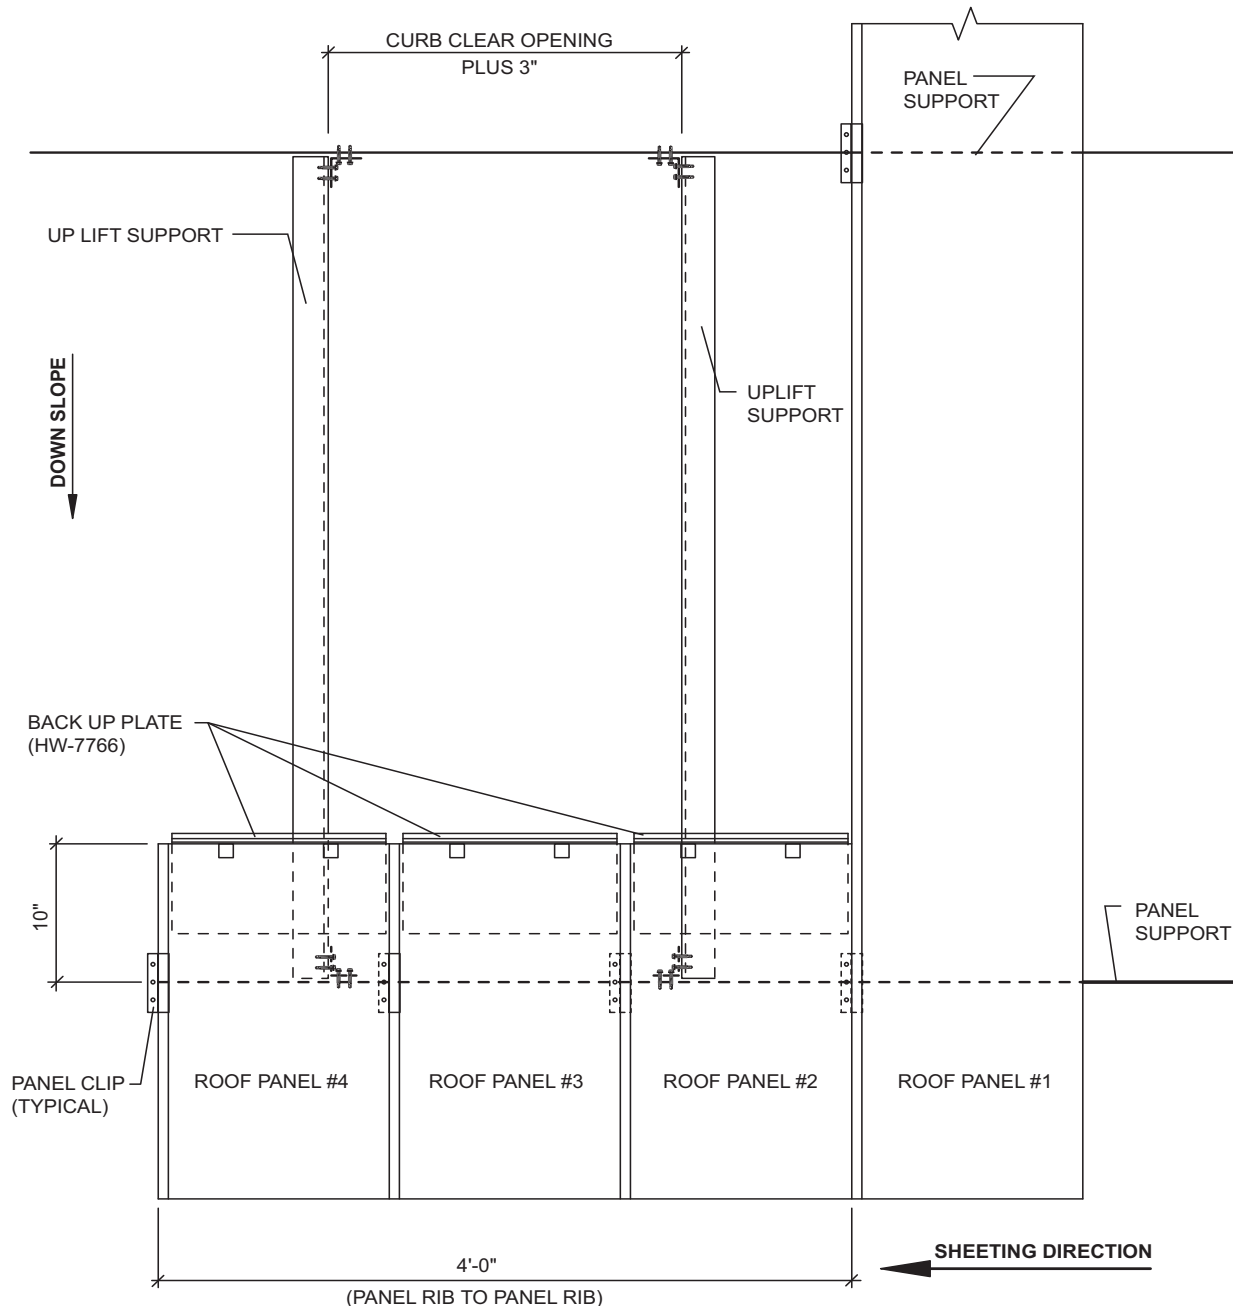 CURB CLEAR OPENING
PLUS 3"
PANEL
SUPPORT
UP LIFT SUPPORT
DOWN SLOPE
UPLIFT
SUPPORT
BACK UP PLATE
(HW-7766)
10"
PANEL
SUPPORT
PANEL CLIP
(TYPICAL)
ROOF PANEL #4
ROOF PANEL #3
ROOF PANEL #2
ROOF PANEL #1
SHEETING DIRECTION
4'-0"
(PANEL RIB TO PANEL RIB)